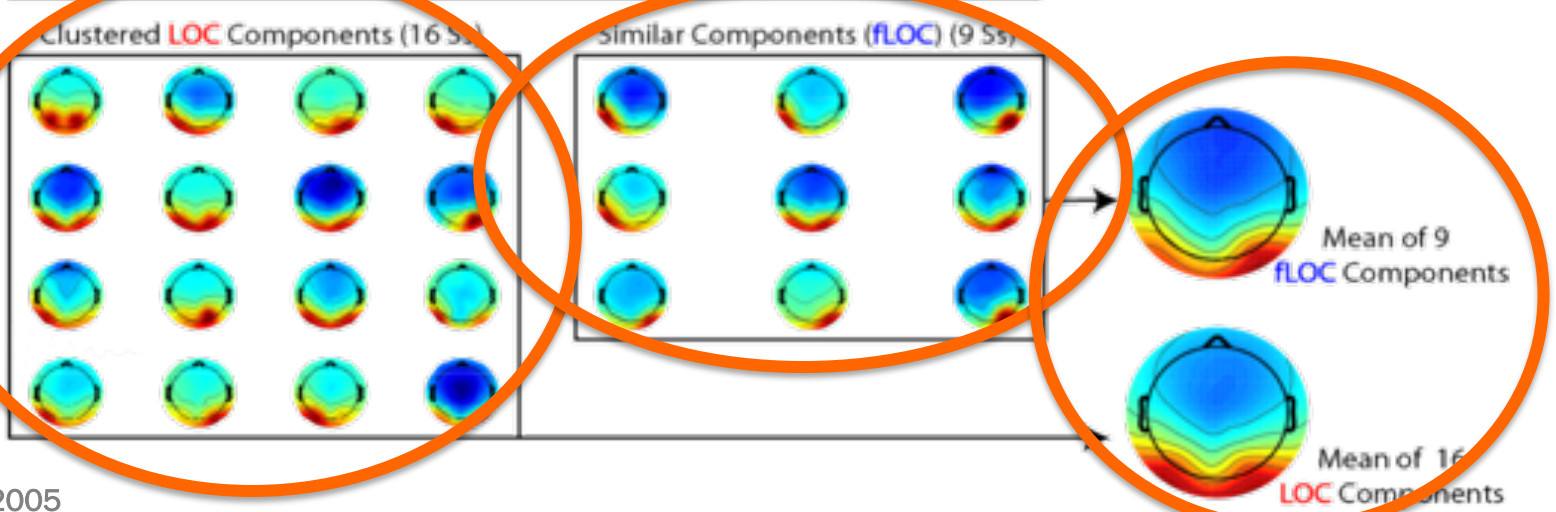 Clustered LOC Components (16 Ss)
Similar Components (fLOC) (9 Ss)
Mean of 9
fLOC Components
Mean of 16
LOC Components
2005